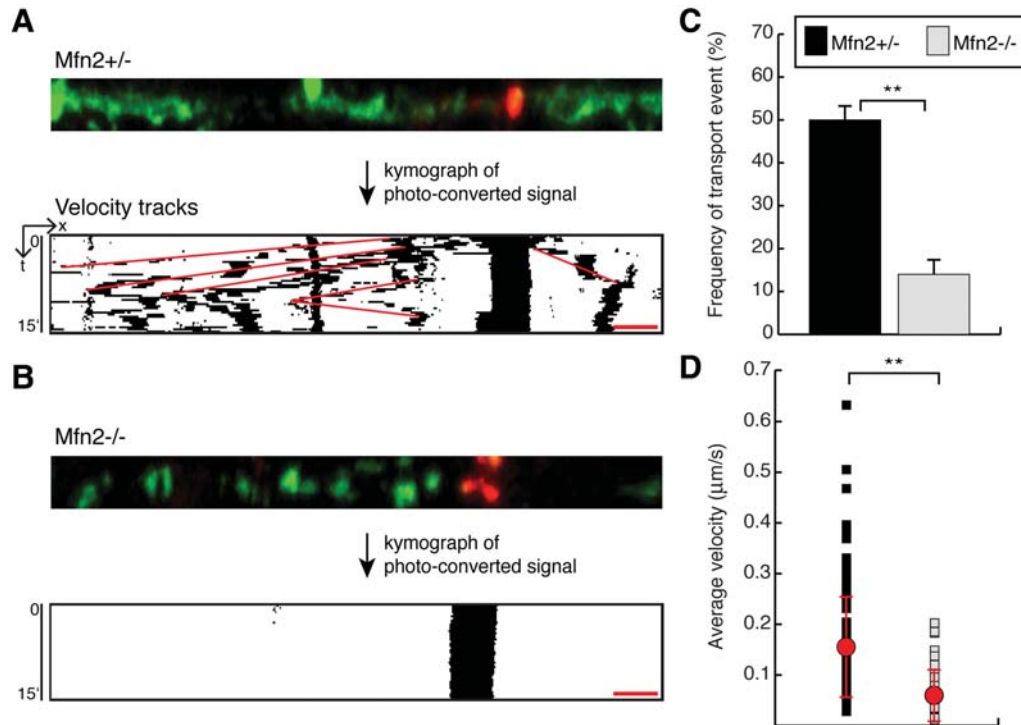 A
Mfn2+/-
kymograph of
photo-converted signal
Velocity tracks
x
t
0
15'
B
Mfn2-/-
kymograph of
photo-converted signal
0
15'
C
Mfn2+/-
Mfn2-/-
Frequency of transport event (%)
70
60
50
40
30
20
10
0
**
D
Average velocity (μm/s)
0.7
0.6
0.5
0.4
0.3
0.2
0.1
**